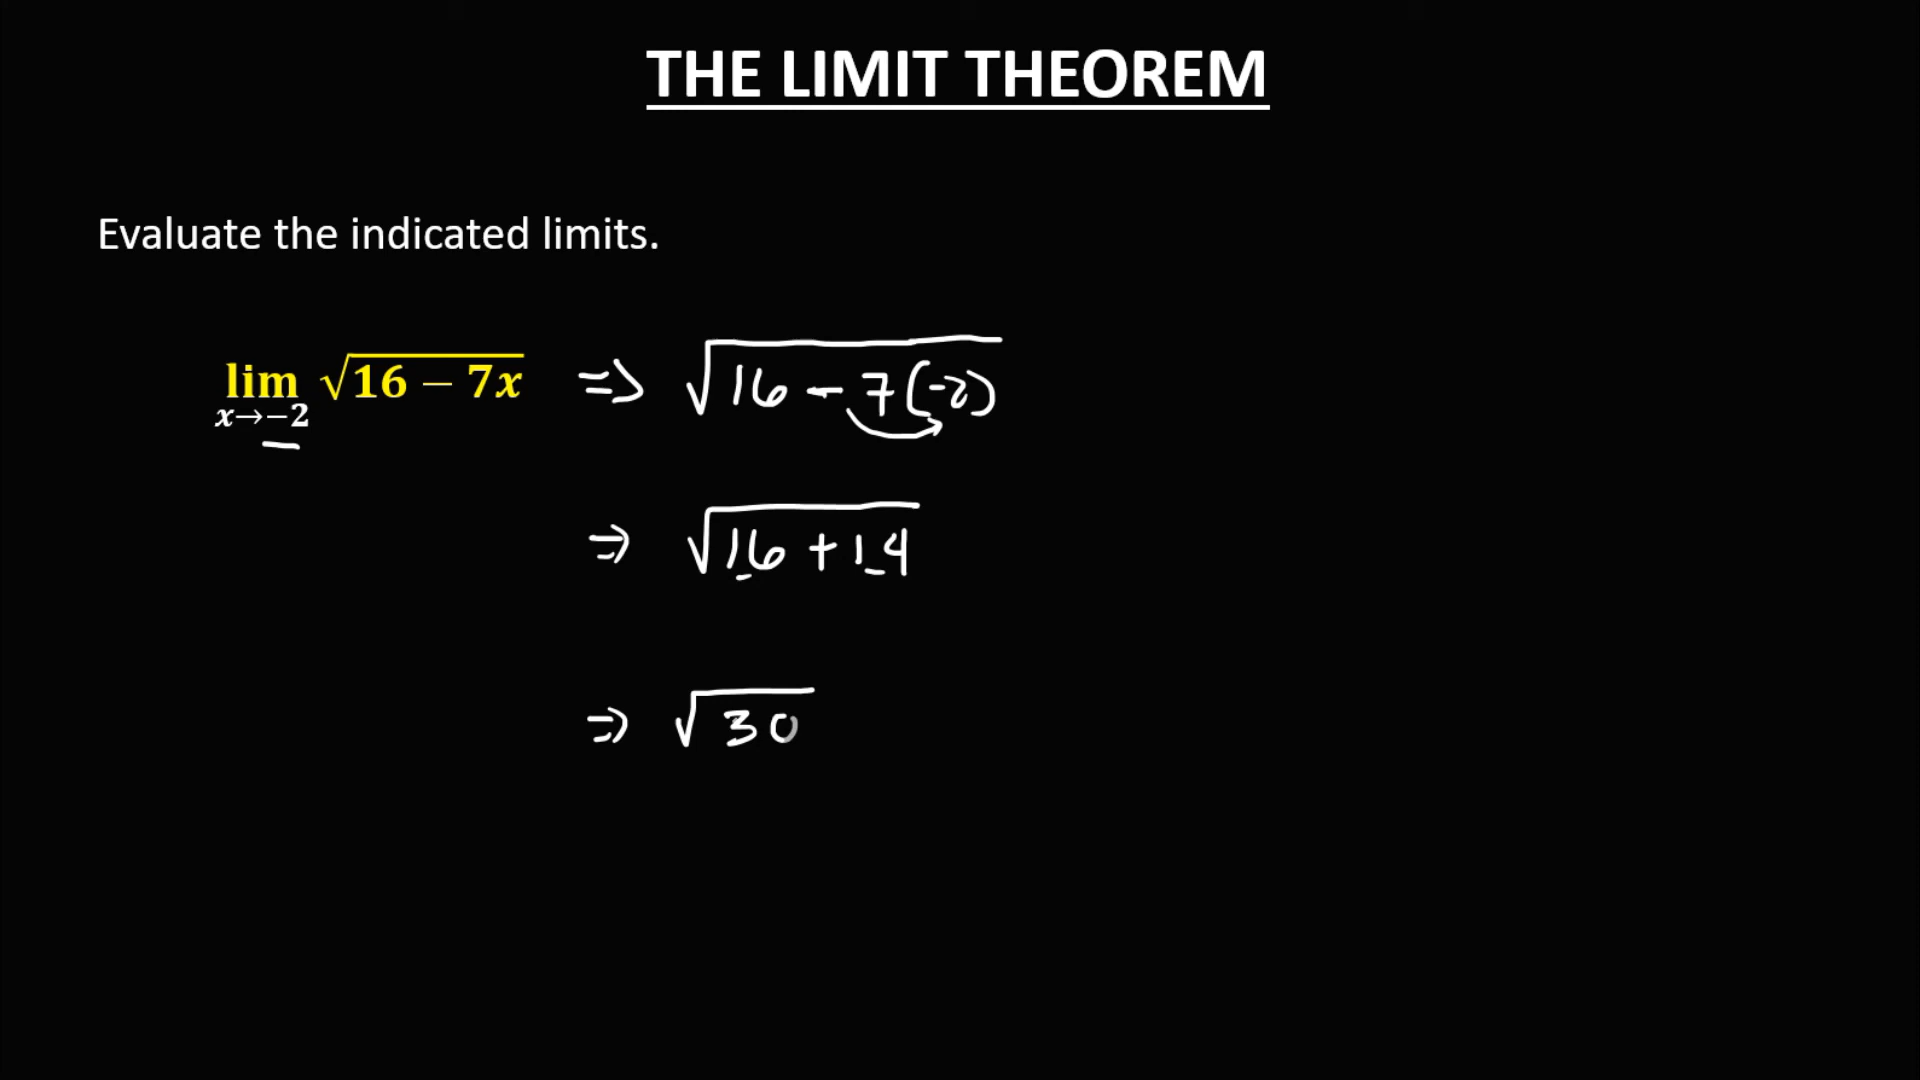 THE LIMIT THEOREM
Evaluate the indicated limits.
lim x→−2 √(16 − 7x) => √(16 − 7(-2))
=> √(16 + 14)
=> √30